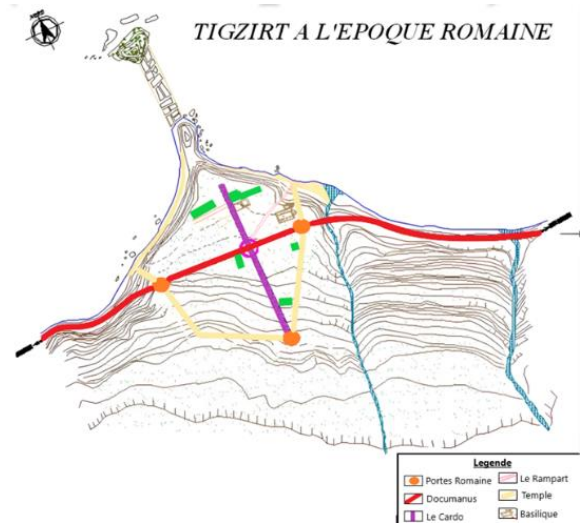 TIGZIRT A L'EPOQUE ROMAINE
Legende
Portes Romaine
Le Rampart
Documanus
Temple
Le Cardo
Basilique